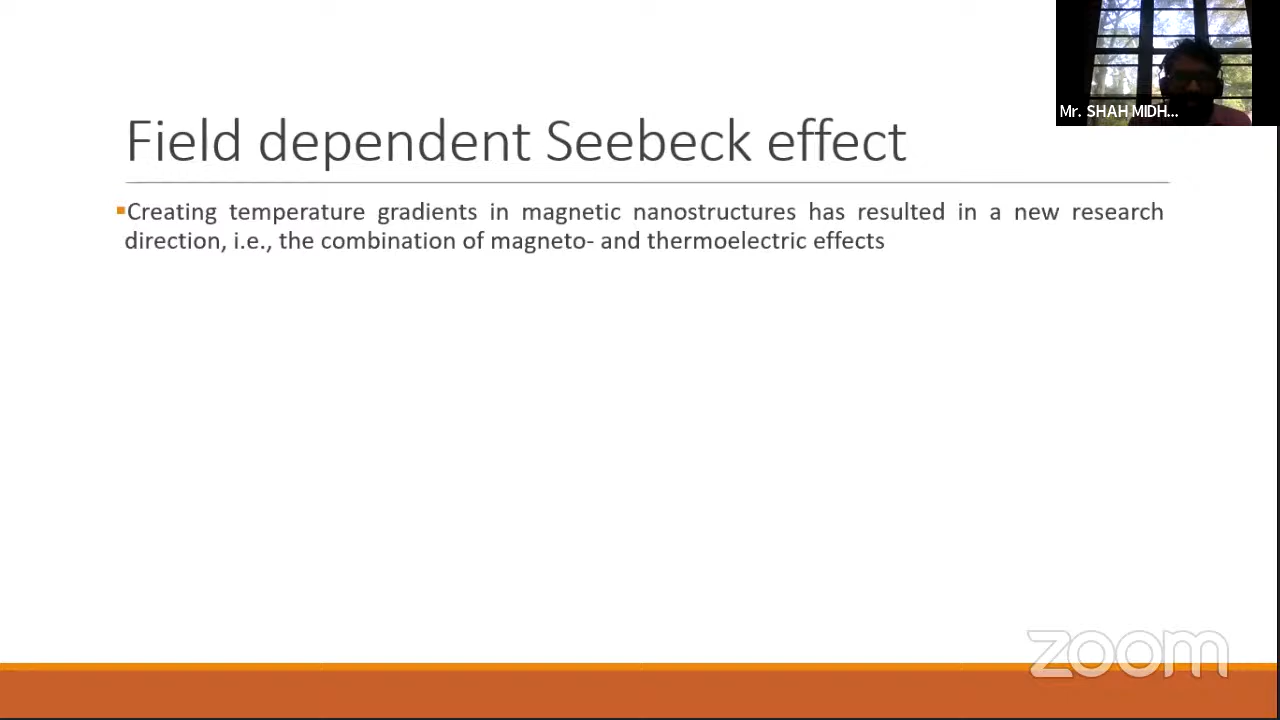 Mr. SHAH MIDH...
Field dependent Seebeck effect
▪Creating temperature gradients in magnetic nanostructures has resulted in a new research
direction, i.e., the combination of magneto- and thermoelectric effects
zoom